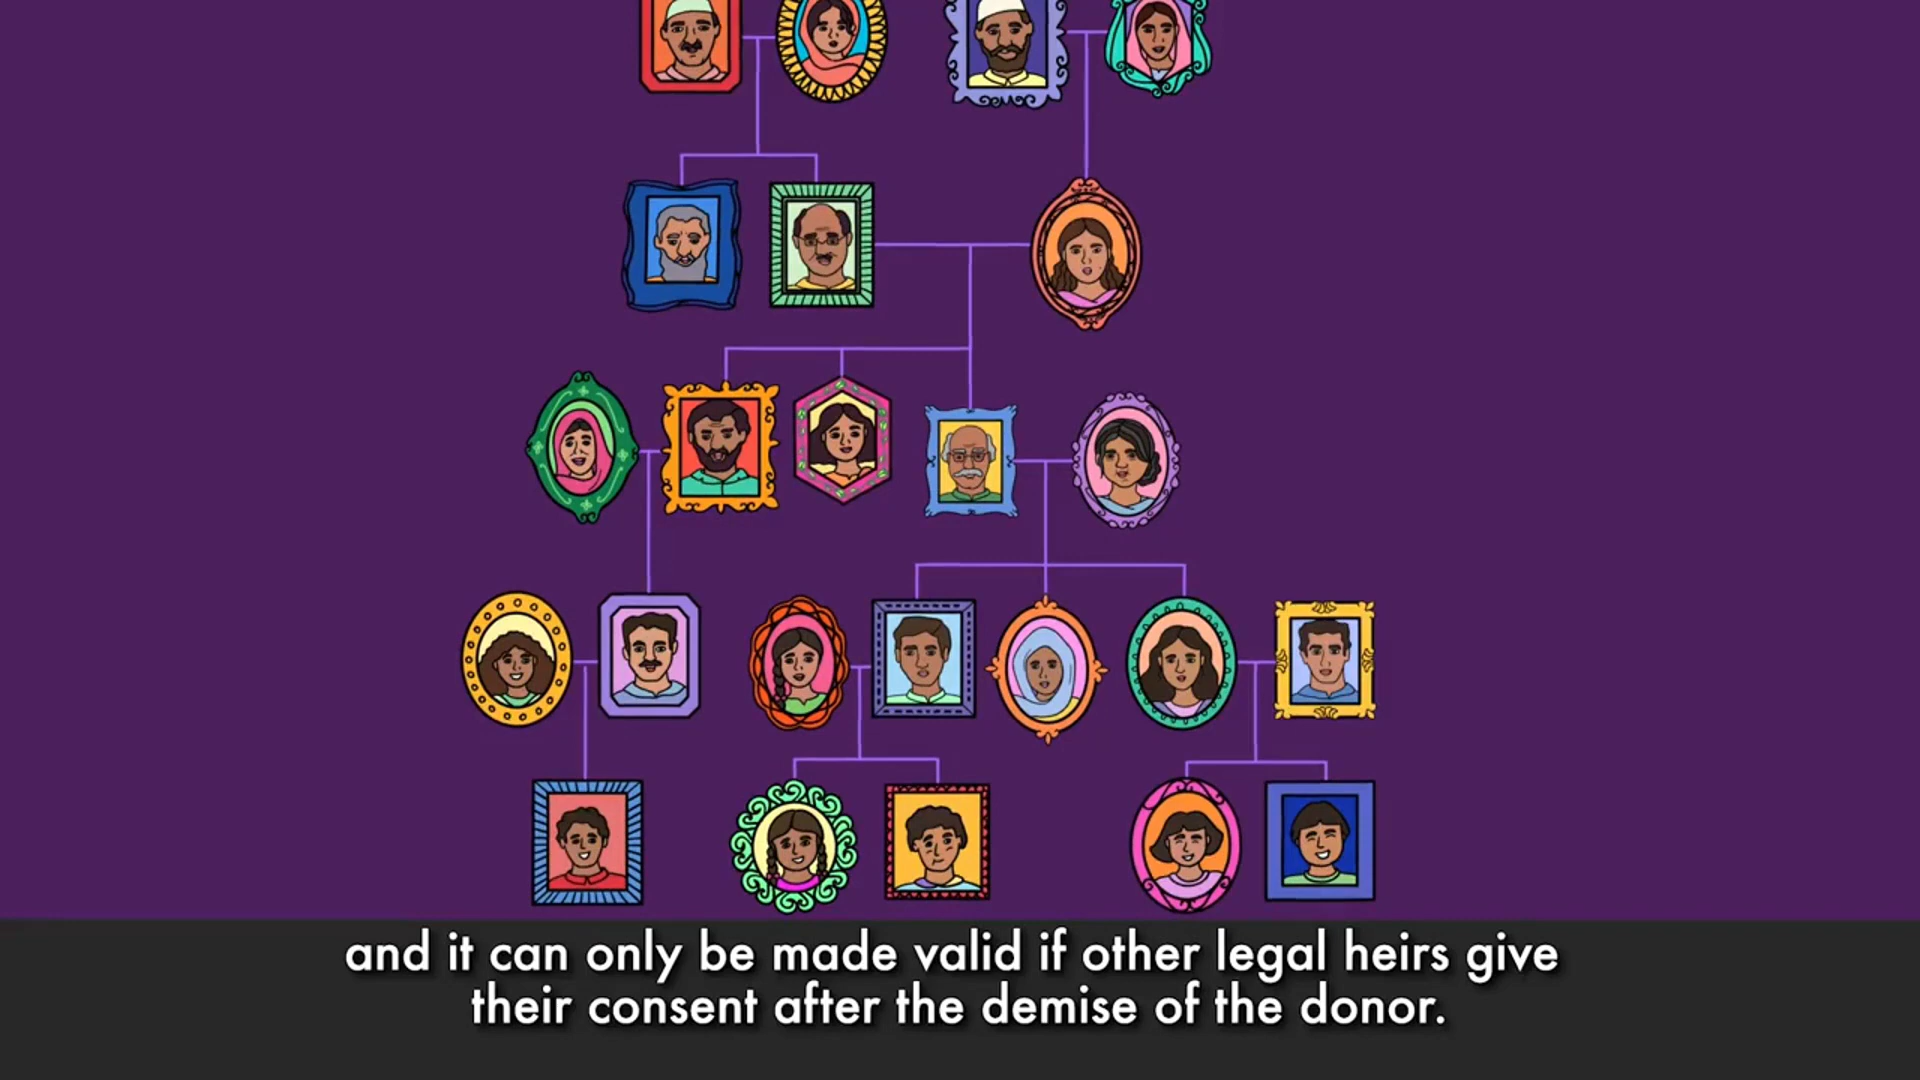 and it can only be made valid if other legal heirs give
their consent after the demise of the donor.